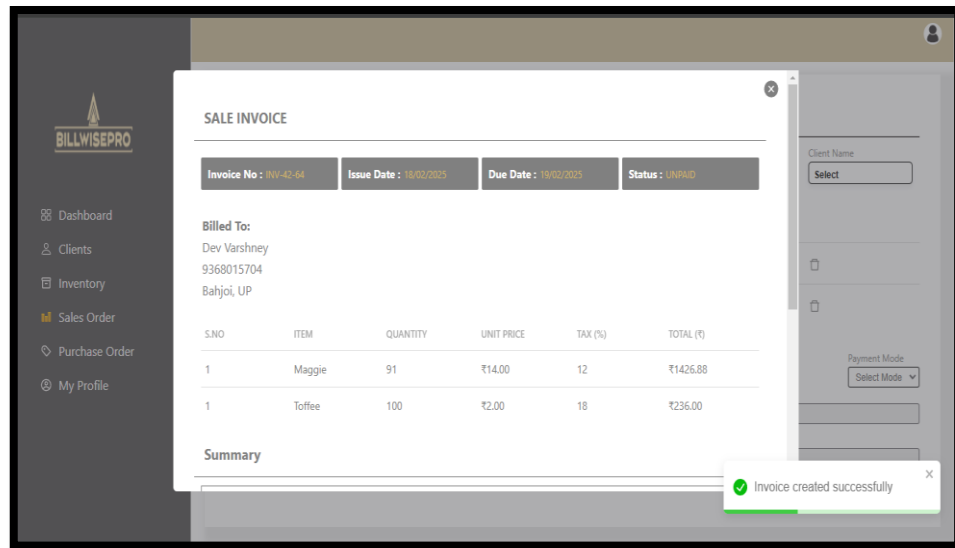 BILLWISEPRO
Dashboard
Clients
Inventory
Sales Order
Purchase Order
My Profile
SALE INVOICE
Invoice No : INV-42-64 Issue Date : 18/02/2025 Due Date : 19/02/2025 Status : UNPAID
Billed To:
Dev Varshney
9368015704
Bahjoi, UP
S.NO ITEM QUANTITY UNIT PRICE TAX (%) TOTAL (₹)
1 Maggie 91 ₹14.00 12 ₹1426.88
1 Toffee 100 ₹2.00 18 ₹236.00
Summary
Client Name
Select
Payment Mode
Select Mode
Invoice created successfully